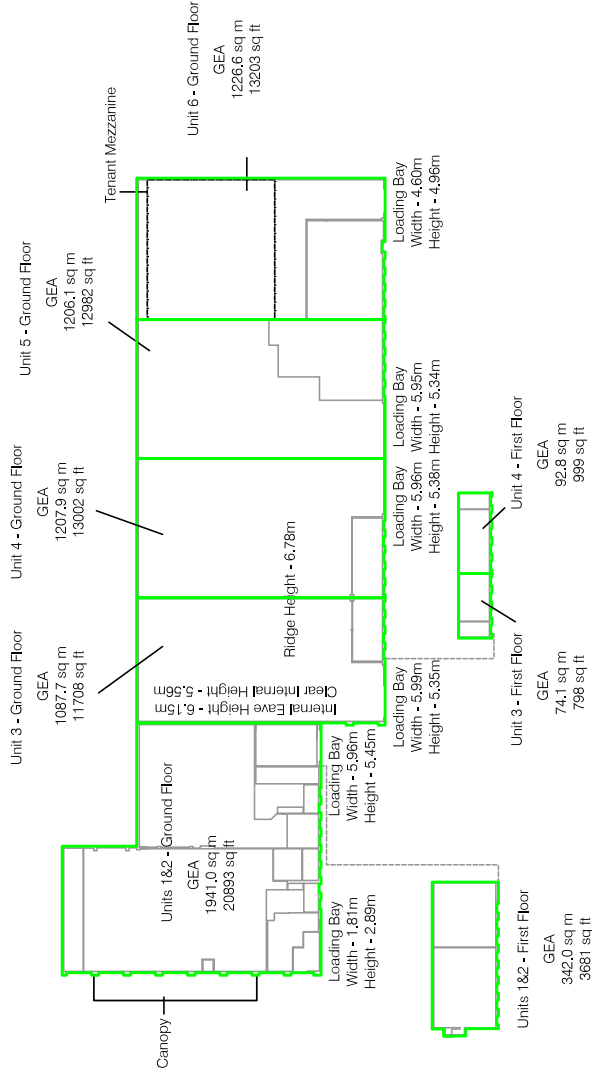 Canopy
Units 1&2 - Ground Floor
GEA
1941.0 sq m
20893 sq ft
Loading Bay
Width - 1.81m
Height - 2.89m
Loading Bay
Width - 5.96m
Height - 5.45m
Units 1&2 - First Floor
GEA
342.0 sq m
3681 sq ft
Unit 3 - Ground Floor
GEA
1087.7 sq m
11708 sq ft
Internal Eave Height - 6.15m
Clear Internal Height - 5.56m
Ridge Height - 6.78m
Loading Bay
Width - 5.99m
Height - 5.35m
Unit 3 - First Floor
GEA
74.1 sq m
798 sq ft
Unit 4 - Ground Floor
GEA
1207.9 sq m
13002 sq ft
Loading Bay
Width - 5.96m
Height - 5.38m
Unit 4 - First Floor
GEA
92.8 sq m
999 sq ft
Unit 5 - Ground Floor
GEA
1206.1 sq m
12982 sq ft
Loading Bay
Width - 5.95m
Height - 5.34m
Tenant Mezzanine
Unit 6 - Ground Floor
GEA
1226.6 sq m
13203 sq ft
Loading Bay
Width - 4.60m
Height - 4.96m